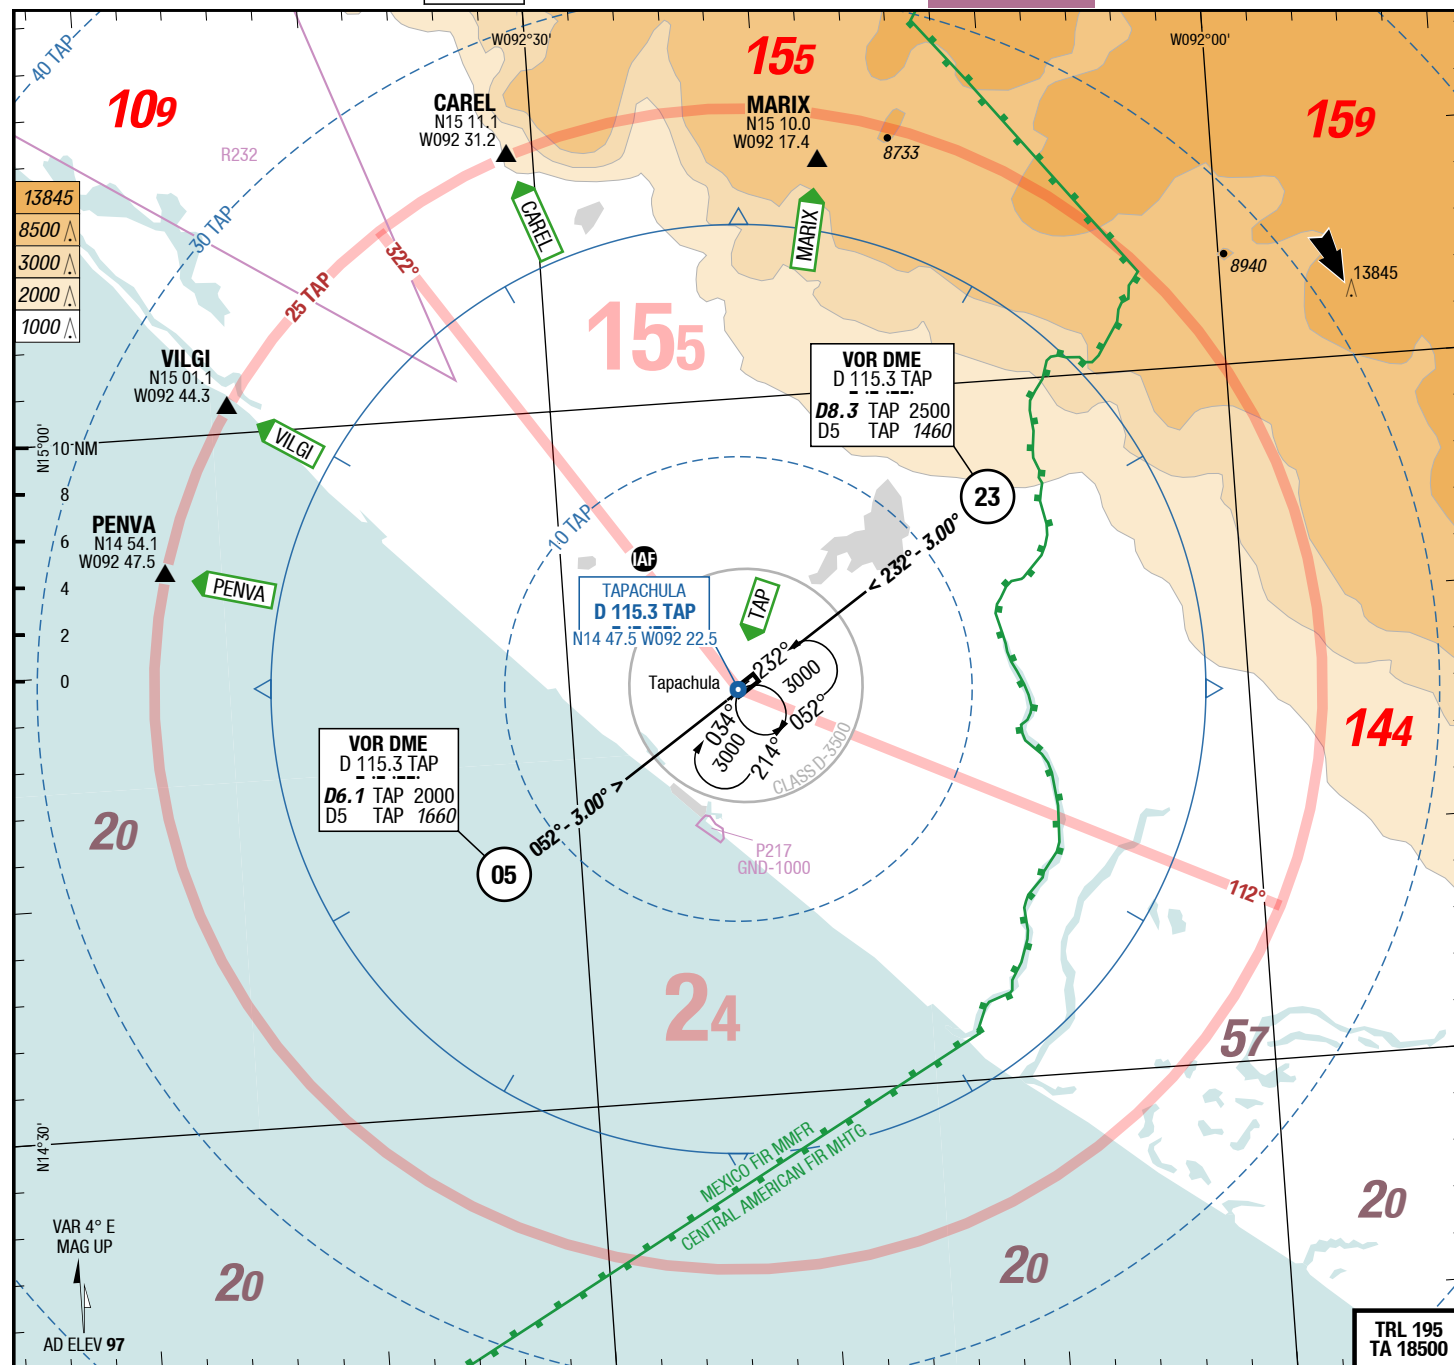 40 TAP
W092°30'
W092°00'
155
109
159
CAREL
N15 11.1
W092 31.2
MARIX
N15 10.0
W092 17.4
8733
R232
13845
8500
3000
2000
1000
30 TAP
CAREL
MARIX
322°
25 TAP
8940
13845
155
VILGI
N15 01.1
W092 44.3
VOR DME
D 115.3 TAP
D8.3 TAP 2500
D5 TAP 1460
VILGI
N15°00'
10 NM
8
6
4
2
0
23
PENVA
N14 54.1
W092 47.5
PENVA
10 TAP
IAF
< 232° - 3.00°
TAPACHULA
D 115.3 TAP
N14 47.5 W092 22.5
TAP
Tapachula
232°
3000
052°
034°
3000
214°
CLASS D-3500
144
VOR DME
D 115.3 TAP
D6.1 TAP 2000
D5 TAP 1660
052° - 3.00° >
05
20
P217
GND-1000
112°
24
57
N14°30'
MEXICO FIR MMFR
CENTRAL AMERICAN FIR MHTG
20
20
20
VAR 4° E
MAG UP
AD ELEV 97
TRL 195
TA 18500